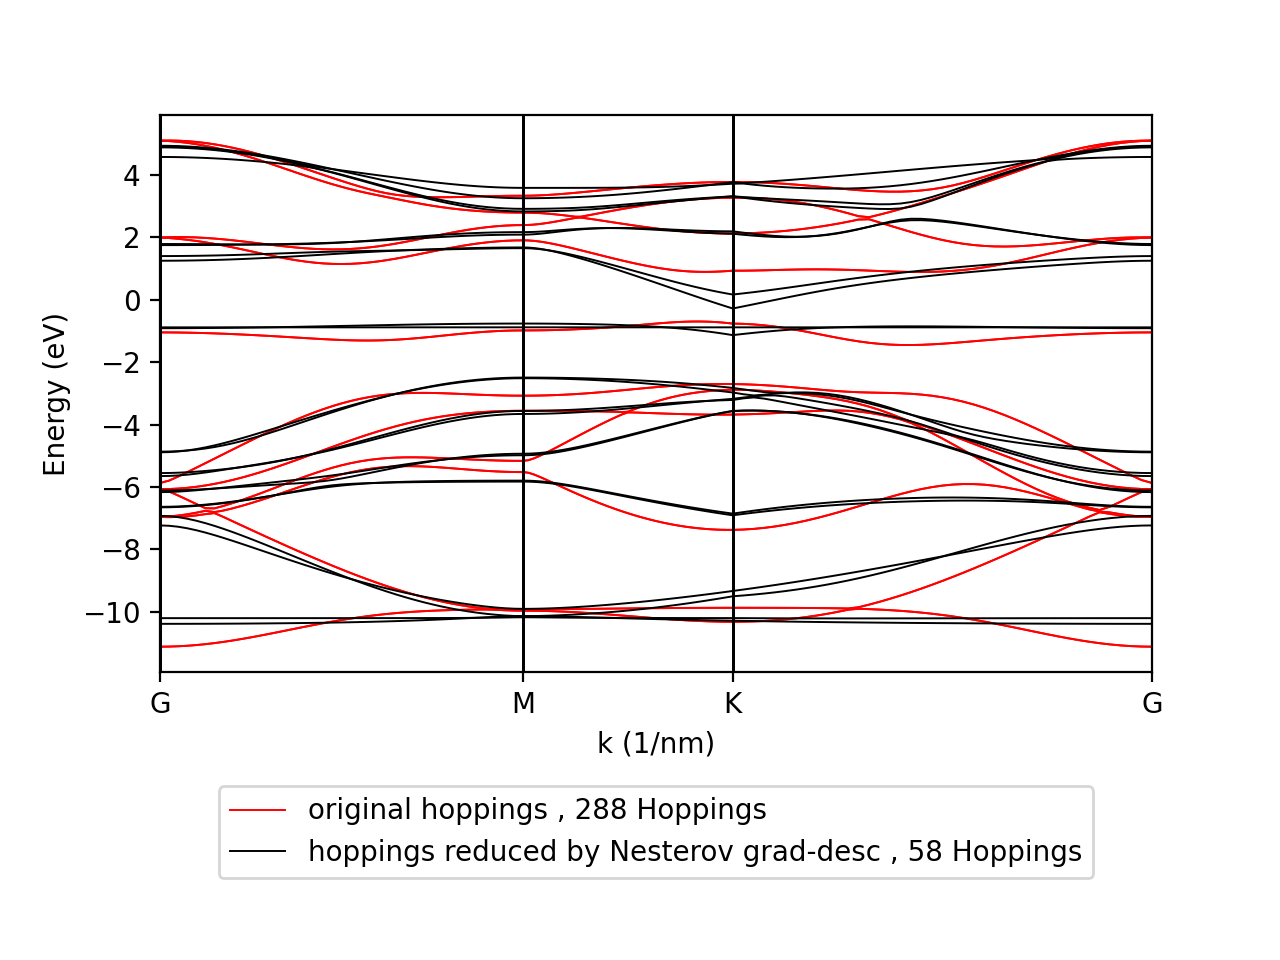 4
2
0
−2
−4
−6
−8
−10
Energy (eV)
G M K G
k (1/nm)
original hoppings , 288 Hoppings
hoppings reduced by Nesterov grad-desc , 58 Hoppings